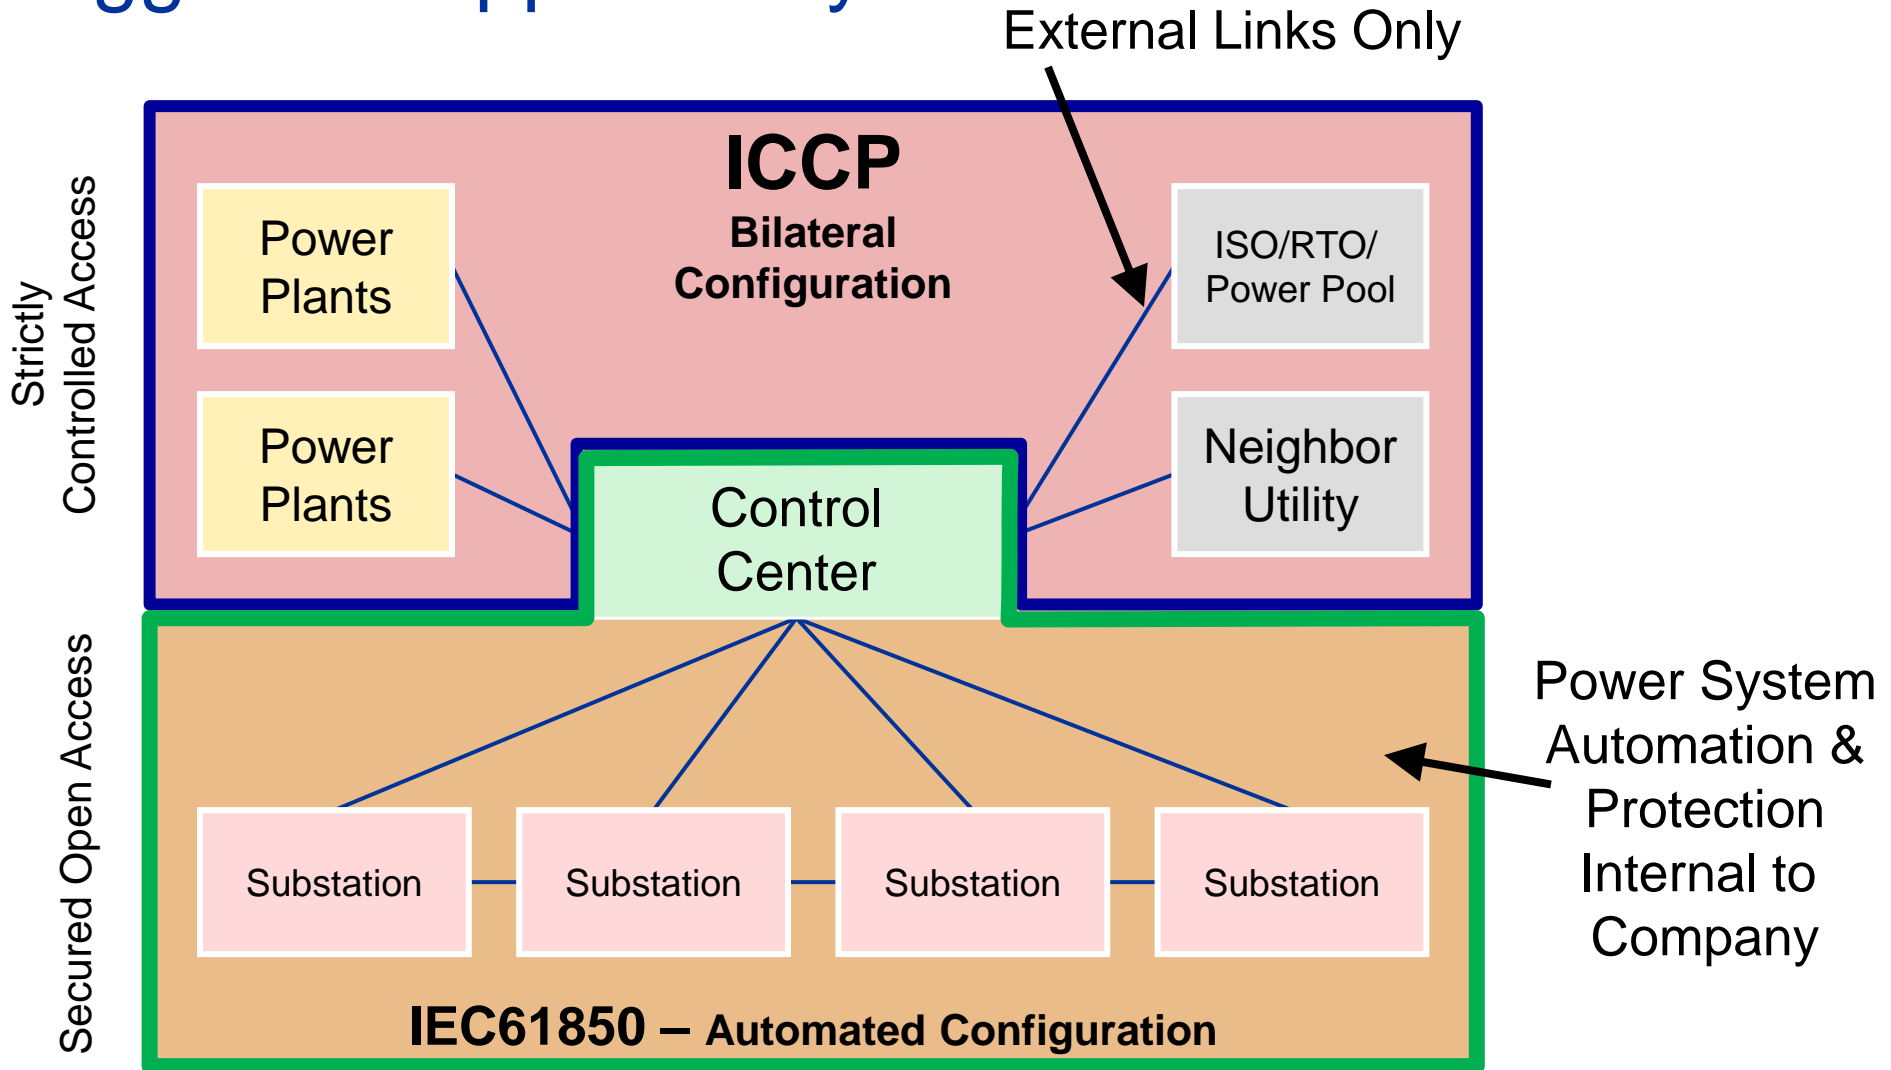 External Links Only
ICCP
Bilateral
Configuration
Power
Plants
ISO/RTO/
Power Pool
Strictly
Controlled Access
Power
Plants
Neighbor
Utility
Control
Center
Secured Open Access
Power System
Automation &
Protection
Internal to
Company
Substation
Substation
Substation
Substation
IEC61850 – Automated Configuration